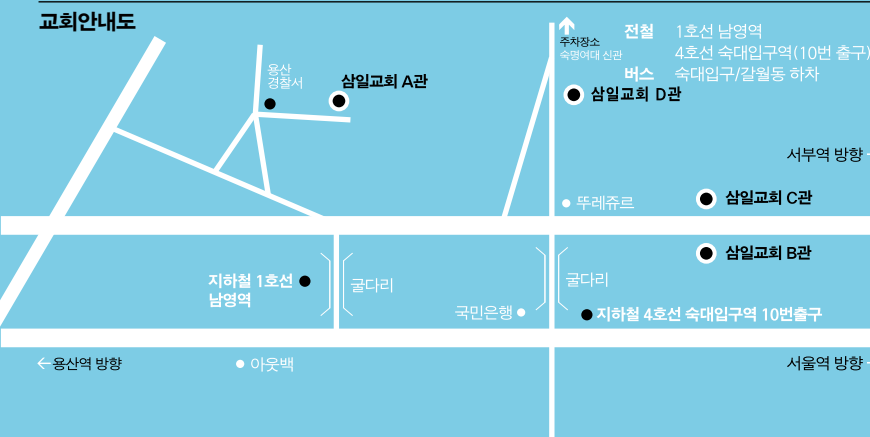 교회안내도
주차장소
숙명여대 신관
전철 1호선 남영역
4호선 숙대입구역(10번 출구)
버스 숙대입구/갈월동 하차
용산
경찰서
삼일교회 A관
삼일교회 D관
서부역 방향
뚜레쥬르
삼일교회 C관
삼일교회 B관
지하철 1호선
남영역
굴다리
굴다리
국민은행
지하철 4호선 숙대입구역 10번출구
용산역 방향
아웃백
서울역 방향